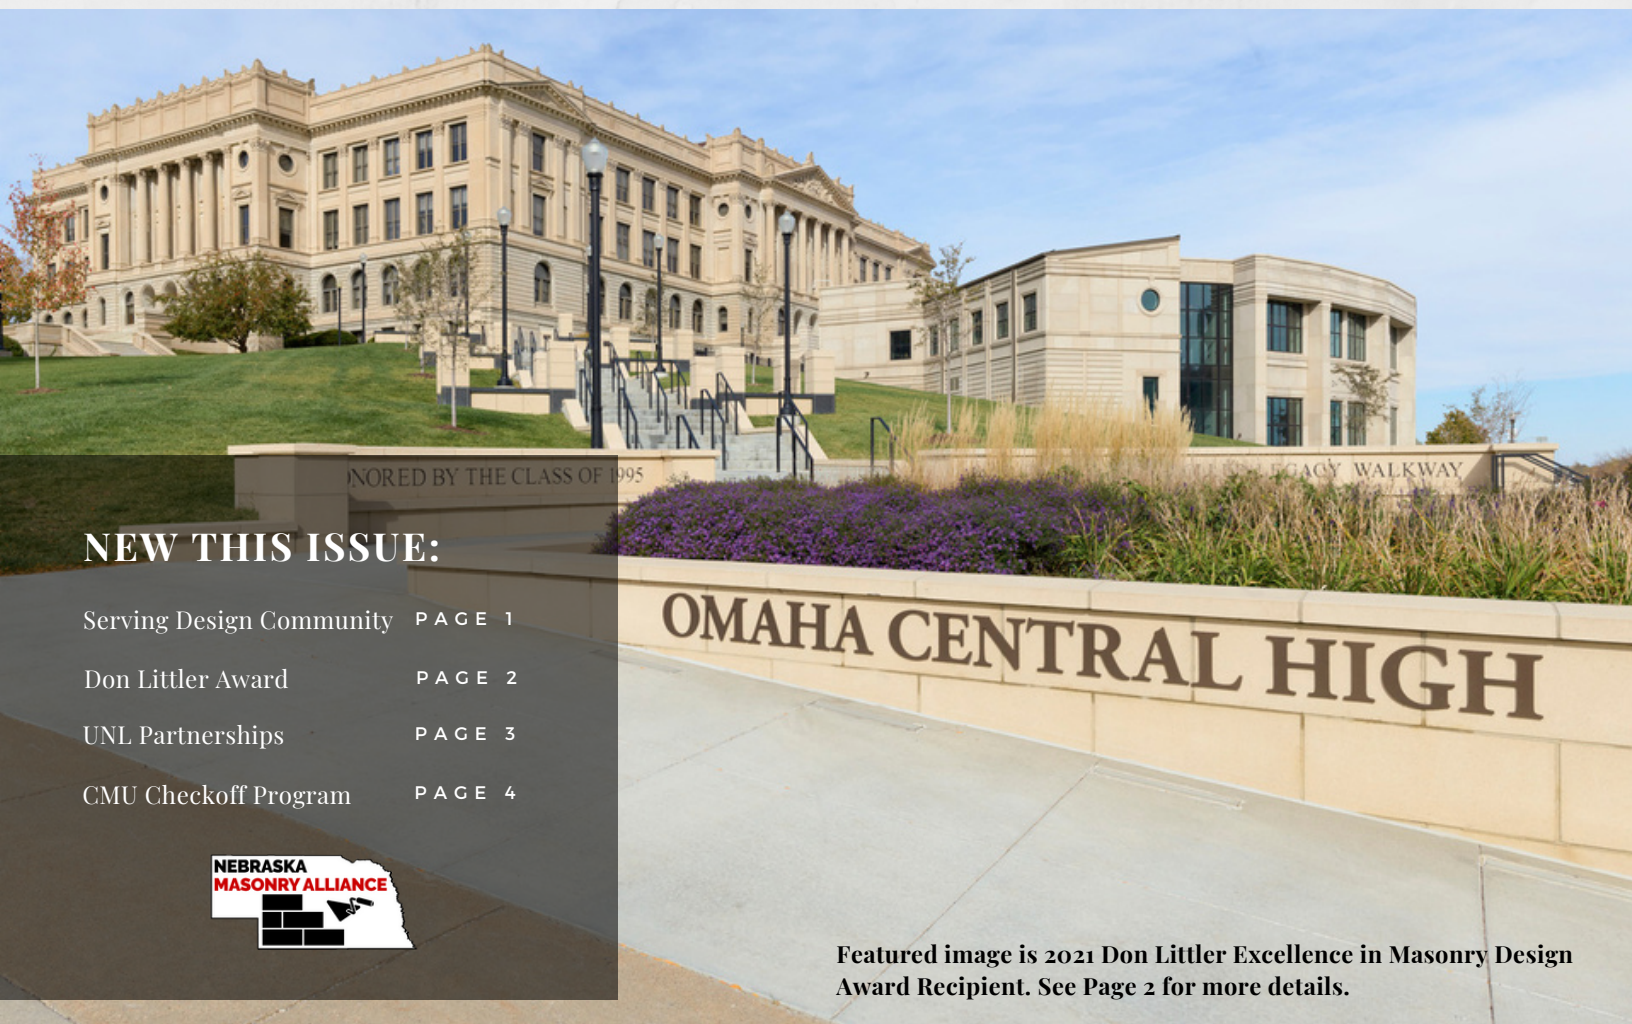 ONORED BY THE CLASS OF 1995
LEGACY WALKWAY
OMAHA CENTRAL HIGH
NEW THIS ISSUE:
Serving Design Community PAGE 1
Don Littler Award PAGE 2
UNL Partnerships PAGE 3
CMU Checkoff Program PAGE 4
NEBRASKA
MASONRY ALLIANCE
Featured image is 2021 Don Littler Excellence in Masonry Design
Award Recipient. See Page 2 for more details.